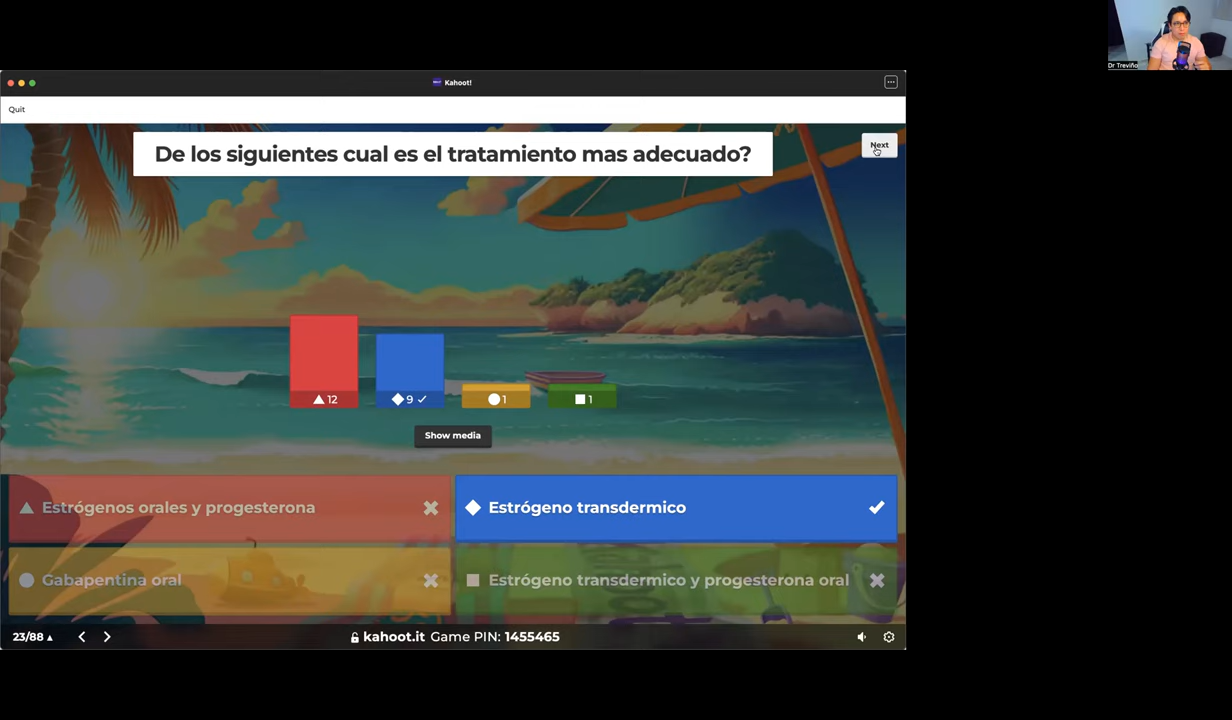 Dr Treviño
Kahoot!
Quit
De los siguientes cual es el tratamiento mas adecuado?
Next
12
9
1
1
Show media
Estrógenos orales y progesterona
Estrógeno transdermico
Gabapentina oral
Estrógeno transdermico y progesterona oral
23/88
kahoot.it Game PIN: 1455465